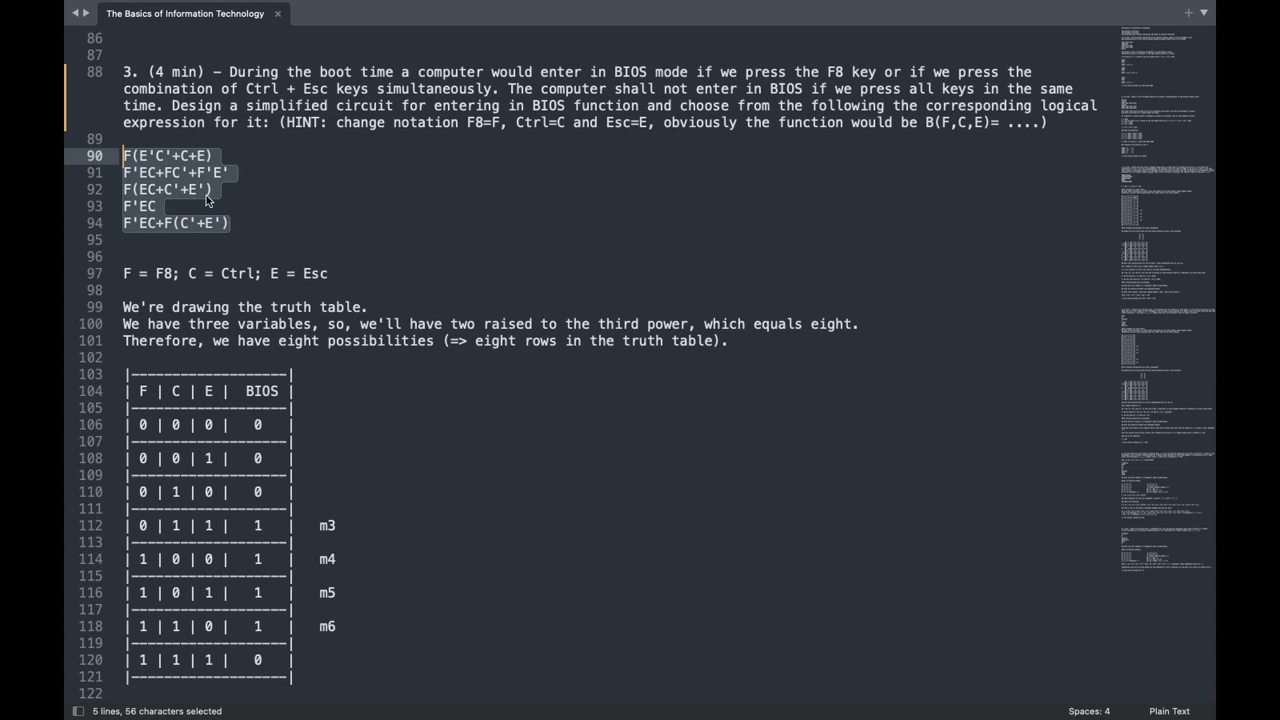 The Basics of Information Technology
86
87
88 3. (4 min) – During the boot time a computer would enter in BIOS mode if we press the F8 key or if we press the
combination of Ctrl + Esc keys simultaneously. The computer shall not enter in BIOS if we press all keys in the same
time. Design a simplified circuit for enter in BIOS function and chose from the following the corresponding logical
expression for it: (HINT: change notation F8=F, Ctrl=C and Esc=E, obviously the function would be B(F,C,E)= ....)
89
90 F(E'C'+C+E)
91 F'EC+FC'+F'E'
92 F(EC+C'+E')
93 F'EC
94 F'EC+F(C'+E')
95
96
97 F = F8; C = Ctrl; E = Esc
98
99 We're drawing the truth table.
100 We have three variables, so, we'll have two raised to the third power, which equals eight.
101 Therefore, we have eight possibilities (=> eight rows in the truth table).
102
103 |-------------------|
104 | F | C | E | BIOS
105 |-------------------|
106 | 0 | 0 | 0 | 0
107 |-------------------|
108 | 0 | 0 | 1 | 0
109 |-------------------|
110 | 0 | 1 | 0 | 0
111 |-------------------|
112 | 0 | 1 | 1 | 1 m3
113 |-------------------|
114 | 1 | 0 | 0 | 1 m4
115 |-------------------|
116 | 1 | 0 | 1 | 1 m5
117 |-------------------|
118 | 1 | 1 | 0 | 1 m6
119 |-------------------|
120 | 1 | 1 | 1 | 0
121 |-------------------|
122
5 lines, 56 characters selected
Spaces: 4
Plain Text